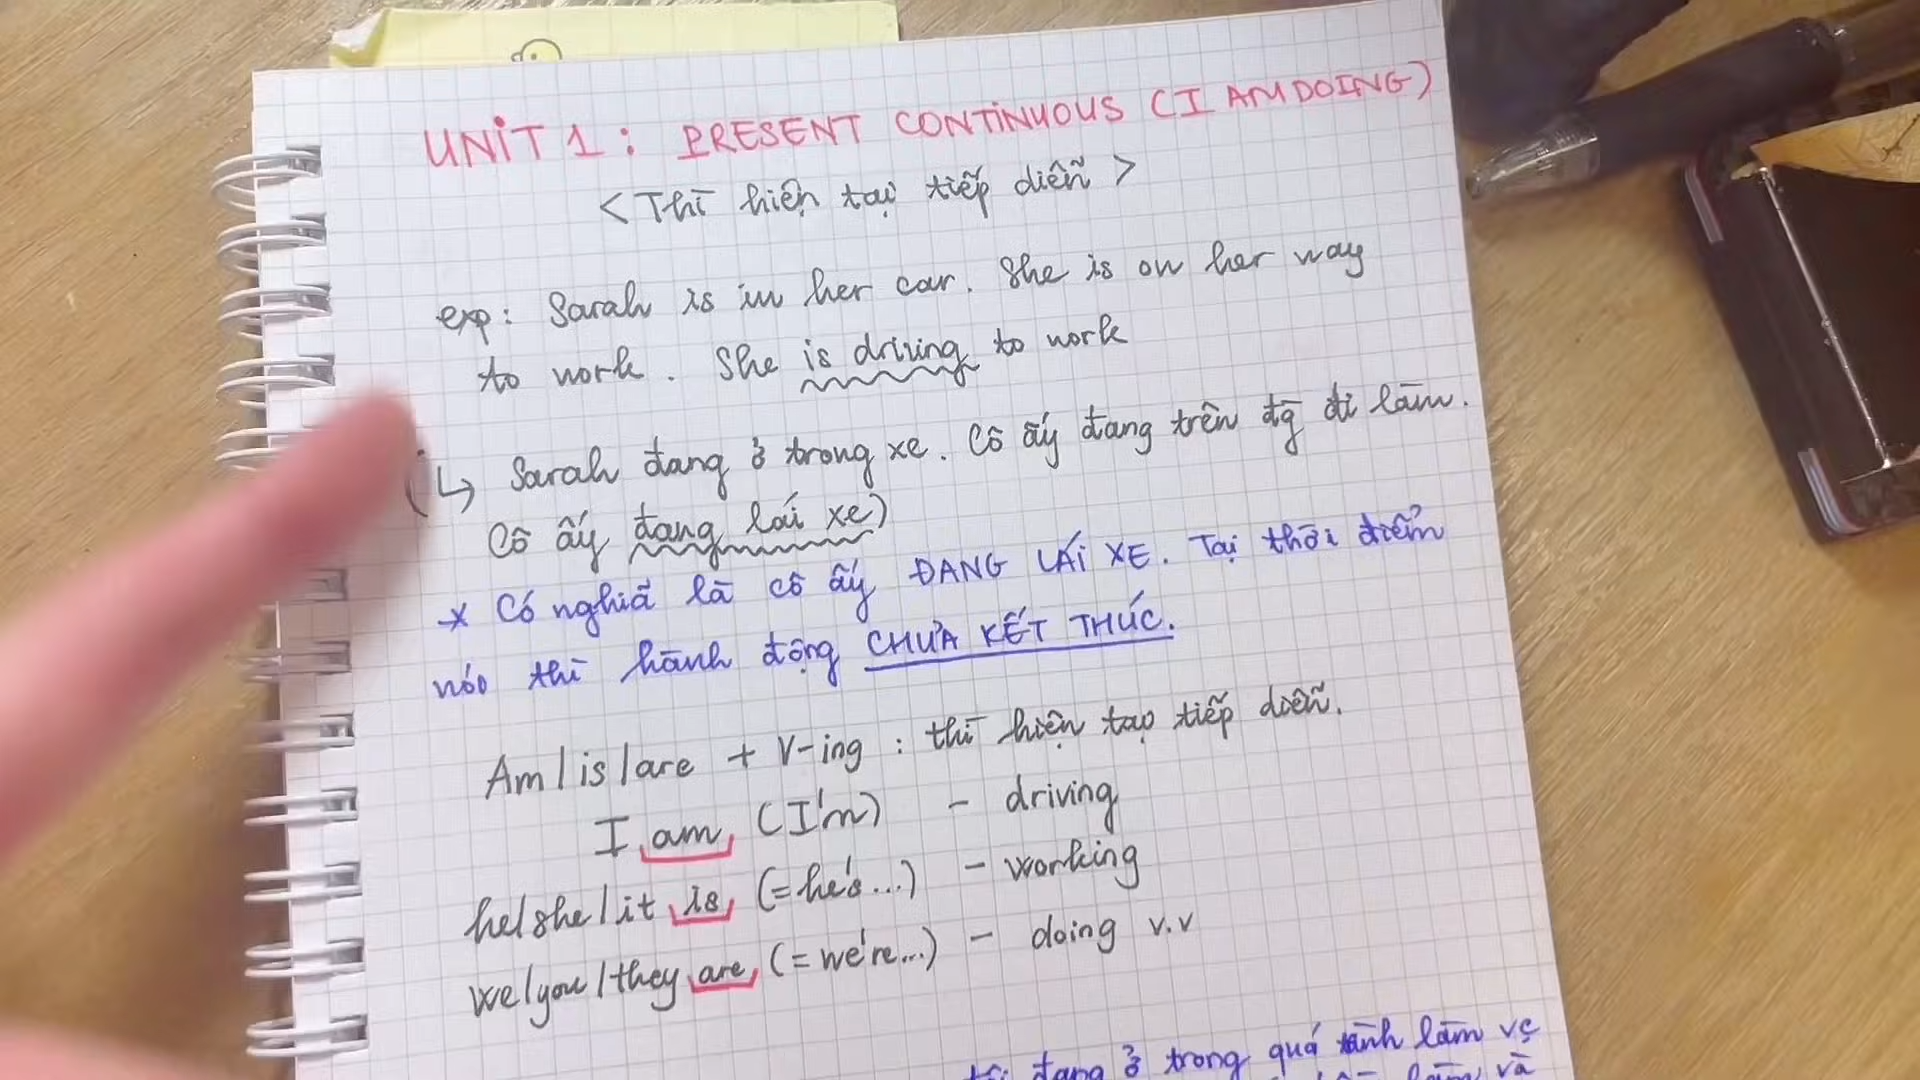 UNIT 1 : PRESENT CONTINUOUS (I AM DOING)
< Thì hiện tại tiếp diễn >
exp : Sarah is in her car. She is on her way
to work. She is driving to work
(↳ Sarah đang ở trong xe. Cô ấy đang trên đg đi làm.
Cô ấy đang lái xe)
* Có nghĩa là cô ấy ĐANG LÁI XE. Tại thời điểm
nói thì hành động CHƯA KẾT THÚC.
Am / is / are + V-ing : thì hiện tại tiếp diễn.
I am (I'm) - driving
he/she/it is (= he's...) - working
we/you/they are (= we're...) - doing v.v
đang ở trong quá trình làm vc
làm và